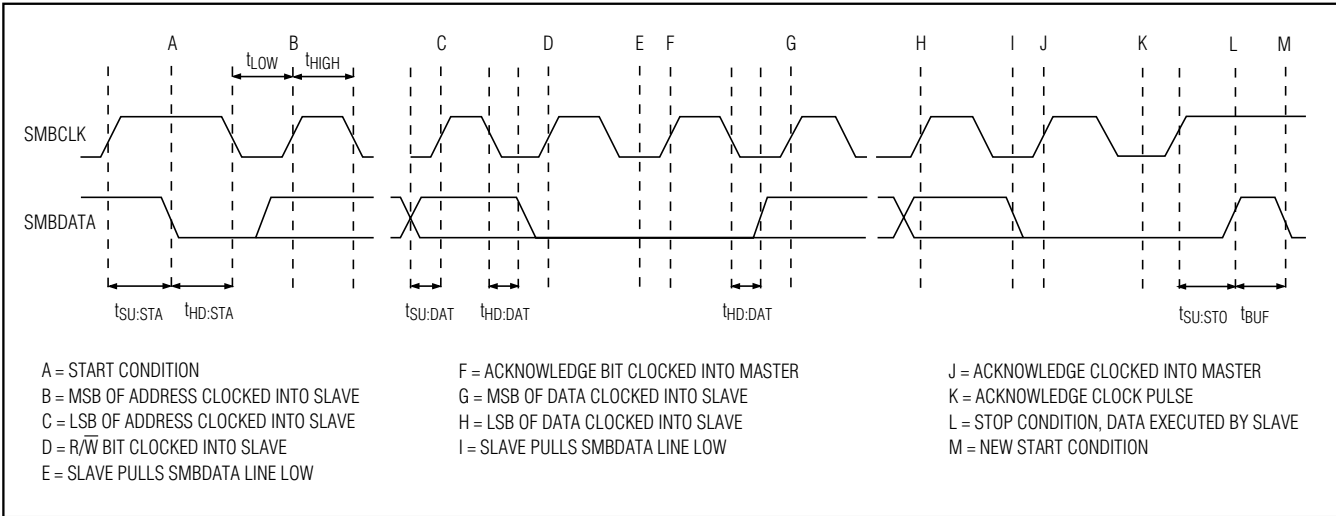 A B C D E F G H I J K L M
tLOW tHIGH
SMBCLK
SMBDATA
tSU:STA tHD:STA tSU:DAT tHD:DAT tHD:DAT tSU:STO tBUF
A = START CONDITION
B = MSB OF ADDRESS CLOCKED INTO SLAVE
C = LSB OF ADDRESS CLOCKED INTO SLAVE
D = R/W̅ BIT CLOCKED INTO SLAVE
E = SLAVE PULLS SMBDATA LINE LOW
F = ACKNOWLEDGE BIT CLOCKED INTO MASTER
G = MSB OF DATA CLOCKED INTO SLAVE
H = LSB OF DATA CLOCKED INTO SLAVE
I = SLAVE PULLS SMBDATA LINE LOW
J = ACKNOWLEDGE CLOCKED INTO MASTER
K = ACKNOWLEDGE CLOCK PULSE
L = STOP CONDITION, DATA EXECUTED BY SLAVE
M = NEW START CONDITION